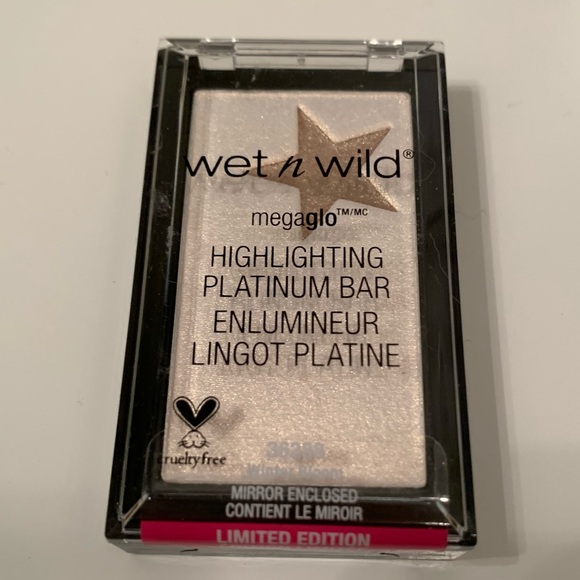 wet n wild®
megaglo™/MC
HIGHLIGHTING
PLATINUM BAR
ENLUMINEUR
LINGOT PLATINE
crueltyfree
MIRROR ENCLOSED
CONTIENT LE MIROIR
LIMITED EDITION